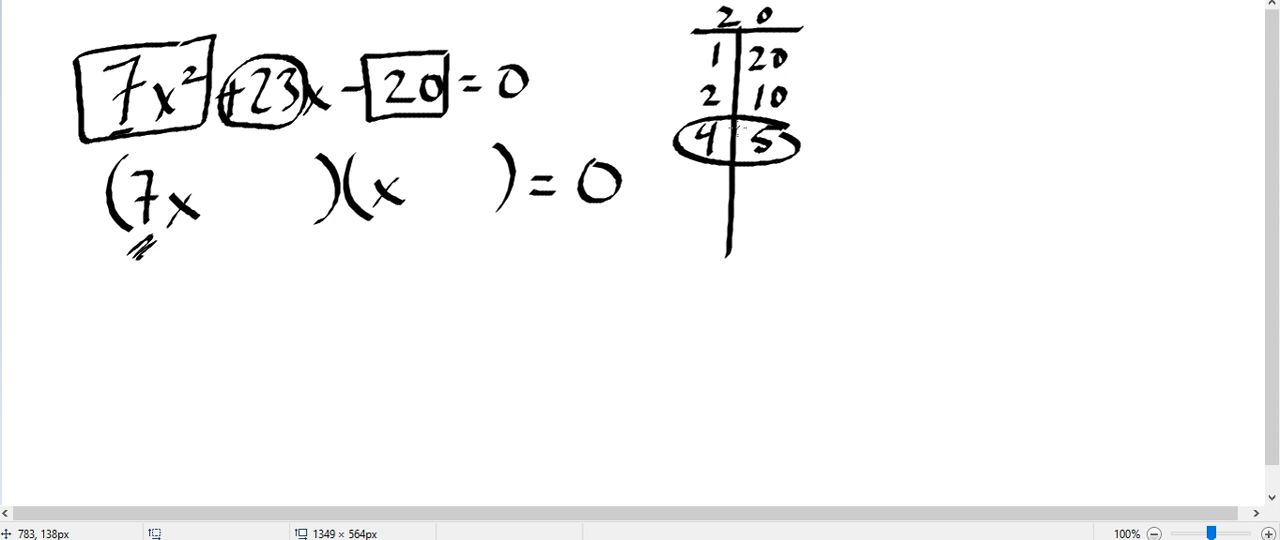 7x² +23x - 20 = 0
(7x )(x ) = 0
20
1 20
2 10
4 5
783, 138px 1349 × 564px 100%